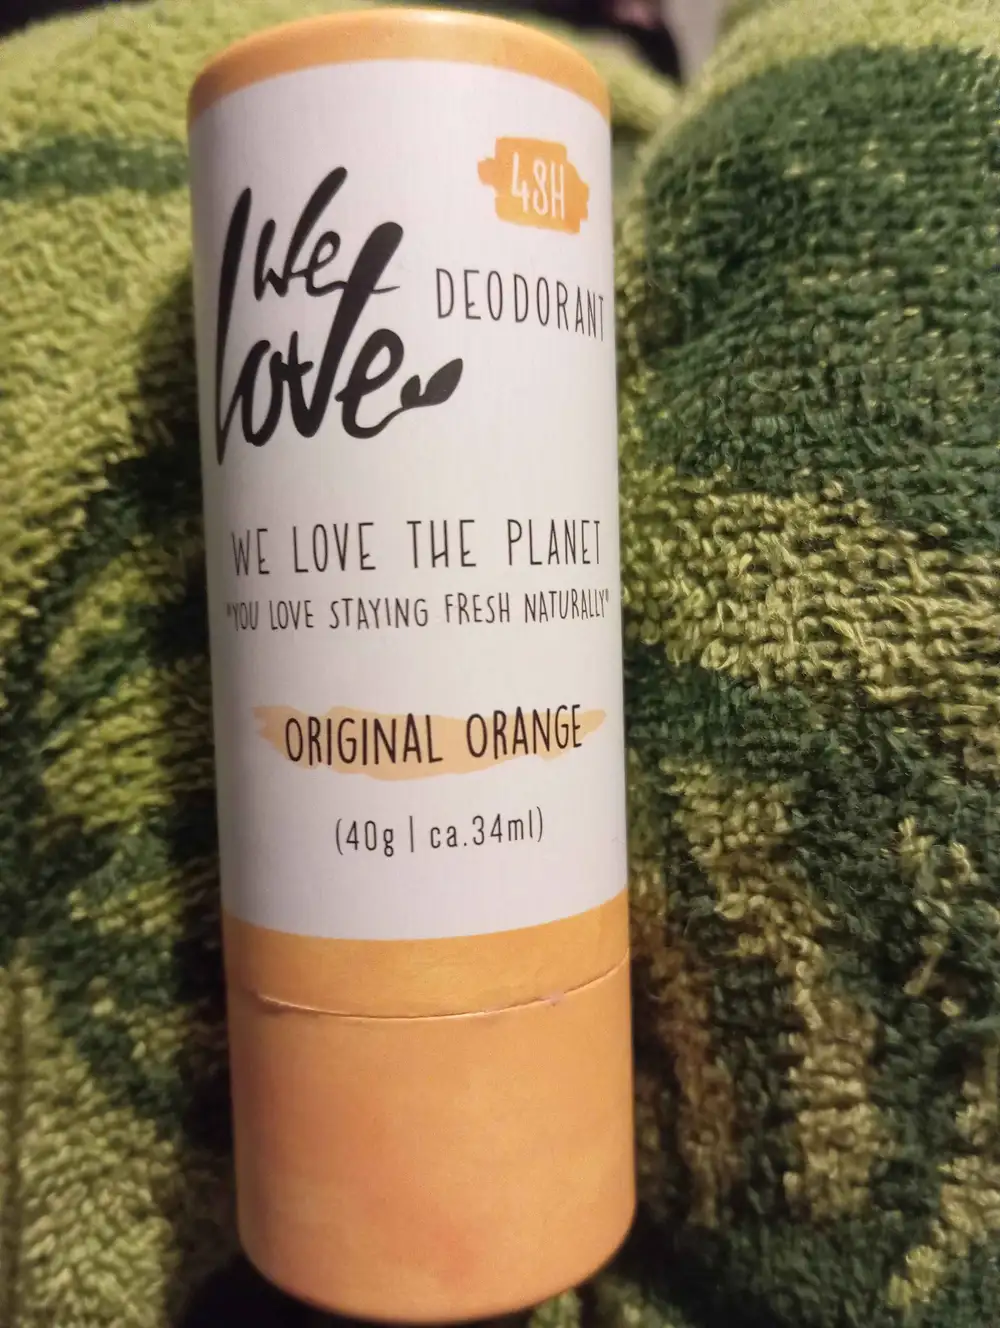 48H
We
love
DEODORANT
WE LOVE THE PLANET
"YOU LOVE STAYING FRESH NATURALLY"
ORIGINAL ORANGE
(40g | ca.34ml)